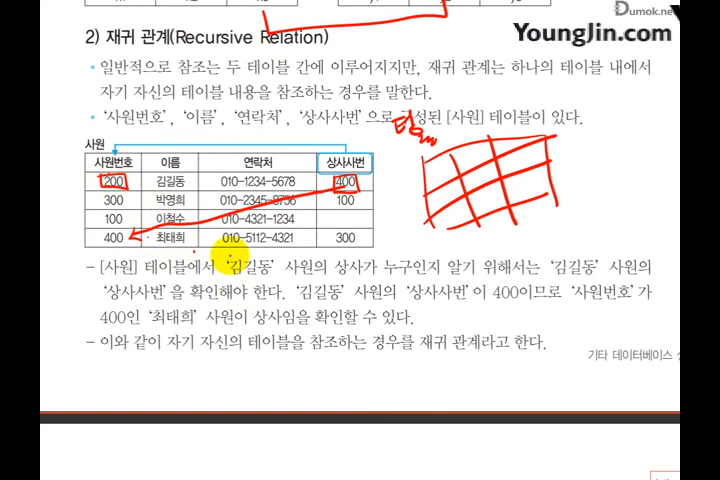 Dumok.ne
YoungJin.com
2) 재귀 관계(Recursive Relation)
• 일반적으로 참조는 두 테이블 간에 이루어지지만, 재귀 관계는 하나의 테이블 내에서
자기 자신의 테이블 내용을 참조하는 경우를 말한다.
• ‘사원번호’, ‘이름’, ‘연락처’, ‘상사사번’으로 구성된 [사원] 테이블이 있다.
사원
사원번호 이름 연락처 상사사번
200 김길동 010-1234-5678 400
300 박영희 010-2345-8736 100
100 이철수 010-4321-1234
400 최태희 010-5112-4321 300
- [사원] 테이블에서 ‘김길동’ 사원의 상사가 누구인지 알기 위해서는 ‘김길동’ 사원의
‘상사사번’을 확인해야 한다. ‘김길동’ 사원의 ‘상사사번’이 400이므로 ‘사원번호’가
400인 ‘최태희’ 사원이 상사임을 확인할 수 있다.
- 이와 같이 자기 자신의 테이블을 참조하는 경우를 재귀 관계라고 한다.
기타 데이터베이스